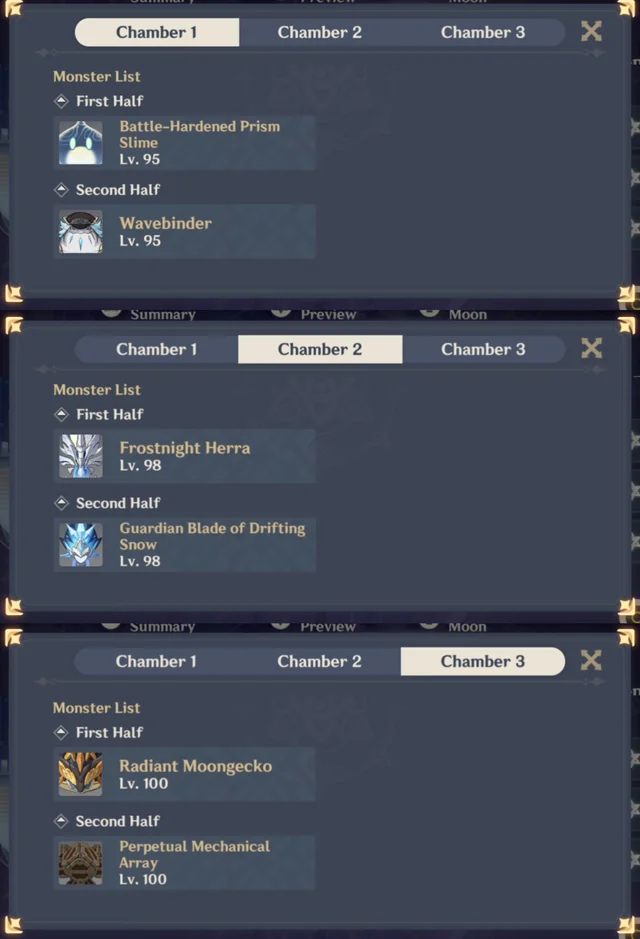 Chamber 1 Chamber 2 Chamber 3
Monster List
First Half
Battle-Hardened Prism
Slime
Lv. 95
Second Half
Wavebinder
Lv. 95
Summary Preview Moon
Chamber 1 Chamber 2 Chamber 3
Monster List
First Half
Frostnight Herra
Lv. 98
Second Half
Guardian Blade of Drifting
Snow
Lv. 98
Summary Preview Moon
Chamber 1 Chamber 2 Chamber 3
Monster List
First Half
Radiant Moongecko
Lv. 100
Second Half
Perpetual Mechanical
Array
Lv. 100